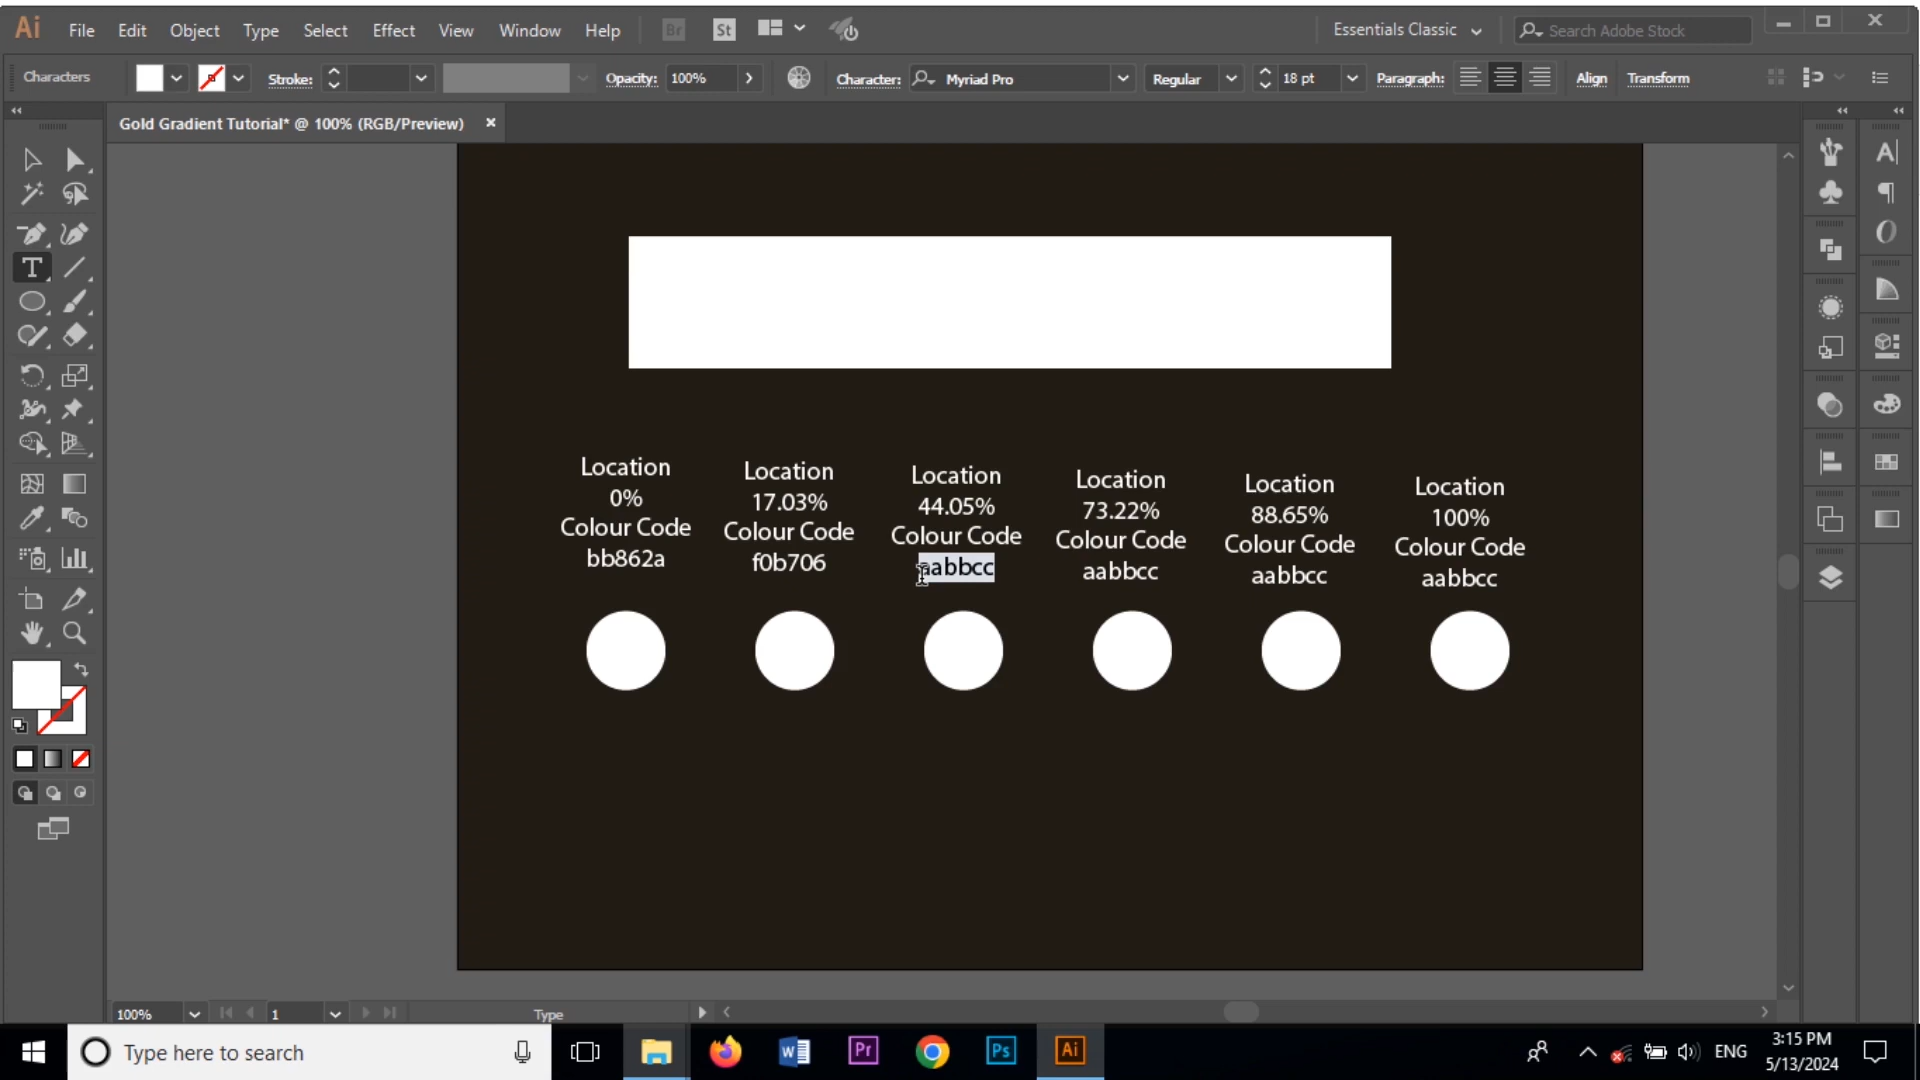 Ai File Edit Object Type Select Effect View Window Help Br St Essentials Classic Search Adobe Stock
Characters Stroke: Opacity: 100% Character: Myriad Pro Regular 18 pt Paragraph: Align Transform
Gold Gradient Tutorial* @ 100% (RGB/Preview)
Location
0%
Colour Code
bb862a
Location
17.03%
Colour Code
f0b706
Location
44.05%
Colour Code
aabbcc
Location
73.22%
Colour Code
aabbcc
Location
88.65%
Colour Code
aabbcc
Location
100%
Colour Code
aabbcc
100% 1 Type
Type here to search
Pr
Ps
Ai
ENG
3:15 PM
5/13/2024